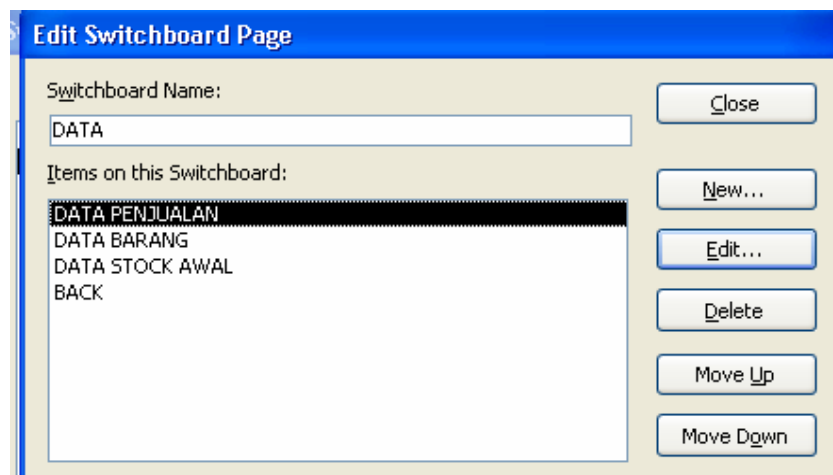 Edit Switchboard Page
Switchboard Name:
Close
DATA
Items on this Switchboard:
New...
DATA PENJUALAN
DATA BARANG
Edit...
DATA STOCK AWAL
BACK
Delete
Move Up
Move Down